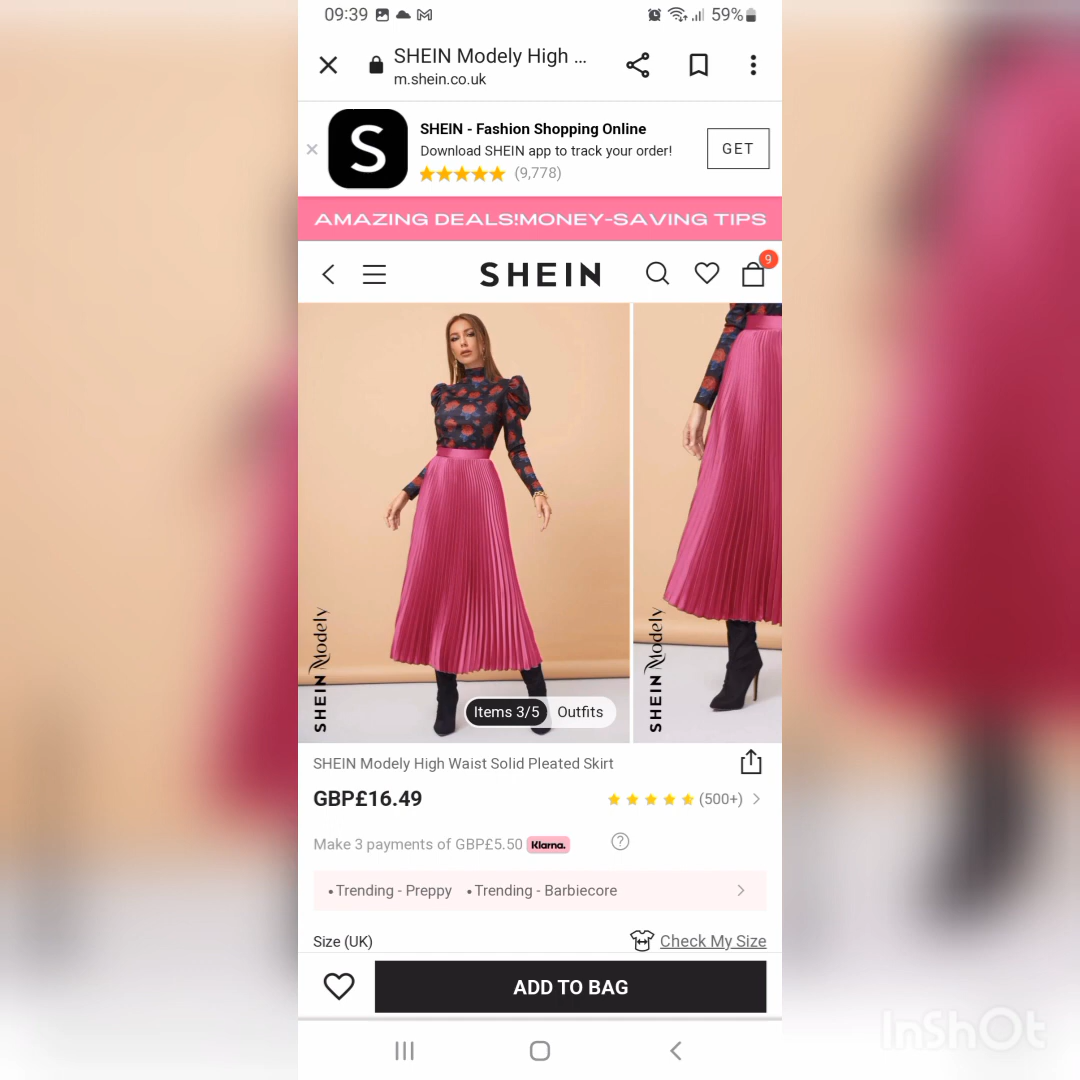 09:39
59%
SHEIN Modely High ...
m.shein.co.uk
S
SHEIN - Fashion Shopping Online
Download SHEIN app to track your order!
(9,778)
GET
AMAZING DEALS!MONEY-SAVING TIPS
SHEIN
9
SHEIN Modely
SHEIN Modely
Items 3/5
Outfits
SHEIN Modely High Waist Solid Pleated Skirt
GBP£16.49
(500+)
Make 3 payments of GBP£5.50 Klarna.
?
•Trending - Preppy •Trending - Barbiecore
Size (UK)
Check My Size
ADD TO BAG
InShOt